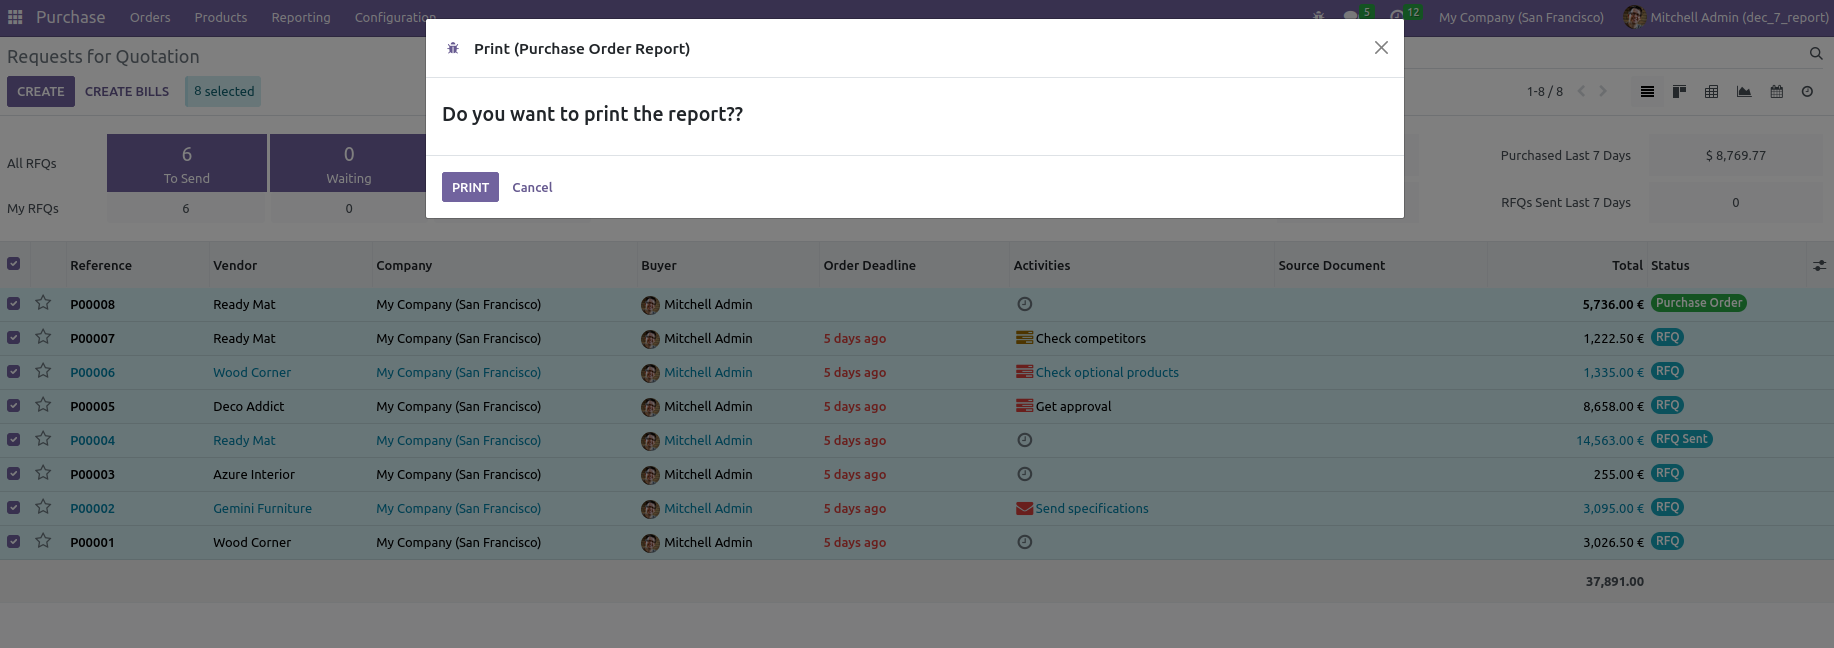 Purchase Orders Products Reporting Configuration 5 12 My Company (San Francisco) Mitchell Admin (dec_7_report)
Print (Purchase Order Report)
Requests for Quotation
CREATE CREATE BILLS 8 selected 1-8 / 8
Do you want to print the report??
All RFQs 6 0 Purchased Last 7 Days $ 8,769.77
To Send Waiting
PRINT Cancel
My RFQs 6 0 RFQs Sent Last 7 Days 0
Reference Vendor Company Buyer Order Deadline Activities Source Document Total Status
P00008 Ready Mat My Company (San Francisco) Mitchell Admin 5,736.00 € Purchase Order
P00007 Ready Mat My Company (San Francisco) Mitchell Admin 5 days ago Check competitors 1,222.50 € RFQ
P00006 Wood Corner My Company (San Francisco) Mitchell Admin 5 days ago Check optional products 1,335.00 € RFQ
P00005 Deco Addict My Company (San Francisco) Mitchell Admin 5 days ago Get approval 8,658.00 € RFQ
P00004 Ready Mat My Company (San Francisco) Mitchell Admin 5 days ago 14,563.00 € RFQ Sent
P00003 Azure Interior My Company (San Francisco) Mitchell Admin 5 days ago 255.00 € RFQ
P00002 Gemini Furniture My Company (San Francisco) Mitchell Admin 5 days ago Send specifications 3,095.00 € RFQ
P00001 Wood Corner My Company (San Francisco) Mitchell Admin 5 days ago 3,026.50 € RFQ
37,891.00